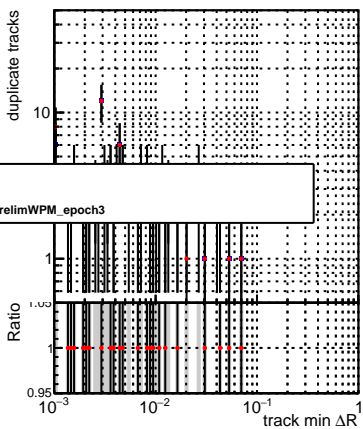 duplicate tracks
10
relimWPM_epoch3
1
Ratio
1.05
1
0.95
10⁻³ 10⁻² 10⁻¹ 1
track min ΔR